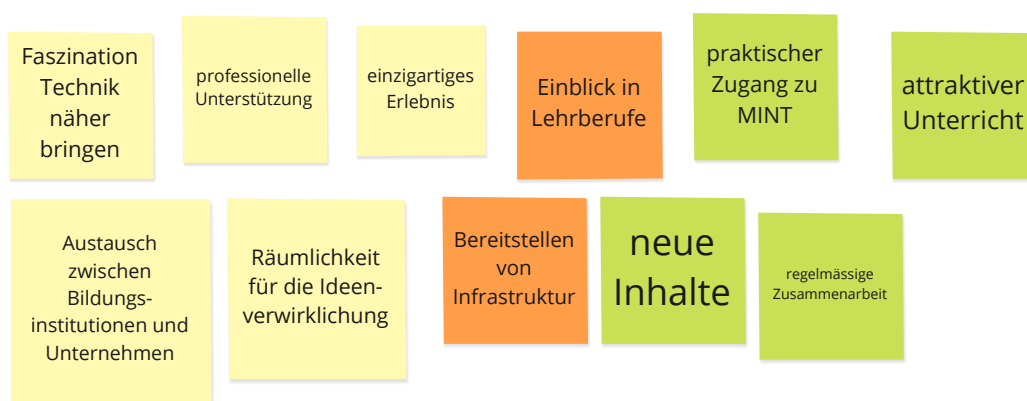 Faszination
Technik
näher
bringen
professionelle
Unterstützung
einzigartiges
Erlebnis
Einblick in
Lehrberufe
praktischer
Zugang zu
MINT
attraktiver
Unterricht
Austausch
zwischen
Bildungs-
institutionen und
Unternehmen
Räumlichkeit
für die Ideen-
verwirklichung
Bereitstellen
von
Infrastruktur
neue
Inhalte
regelmässige
Zusammenarbeit